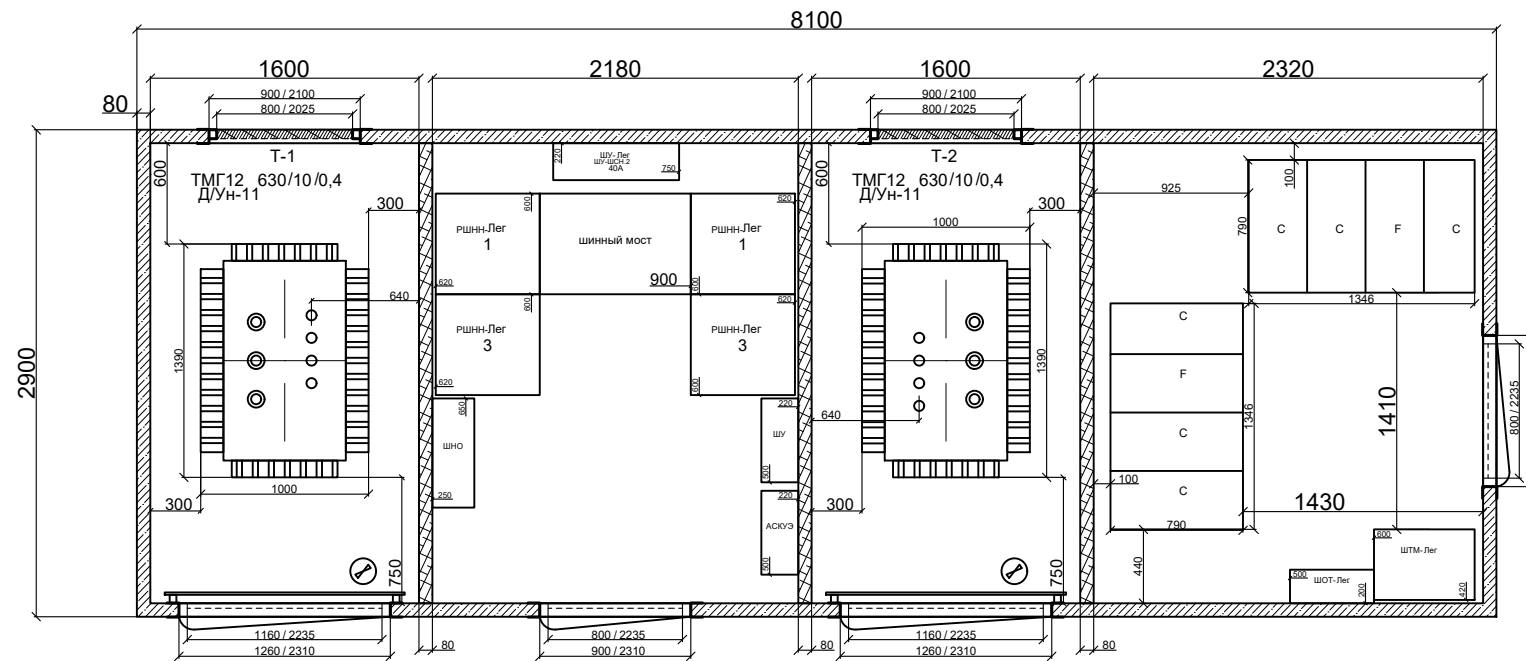 8100
1600
2180
1600
2320
900 / 2100
800 / 2025
900 / 2100
800 / 2025
80
Т-1
ТМГ12 630/10/0,4
Д/Ун-11
600
300
ШУ-Лег
ШУ-ШСН.2
40А
220
750
Т-2
ТМГ12 630/10/0,4
Д/Ун-11
600
300
1000
100
925
790
С
С
F
С
1346
РШНН-Лег
1
600
620
шинный мост
900
РШНН-Лег
1
620
600
РШНН-Лег
3
600
620
РШНН-Лег
3
620
600
640
1390
1000
300
750
2900
ШНО
650
250
ШУ
220
500
АСКУЭ
220
500
640
1390
300
750
С
F
С
С
1346
100
790
440
1410
1430
800 / 2235
ШТМ-Лег
600
420
ШОТ-Лег
500
200
1160 / 2235
1260 / 2310
80
800 / 2235
900 / 2310
80
1160 / 2235
1260 / 2310
80